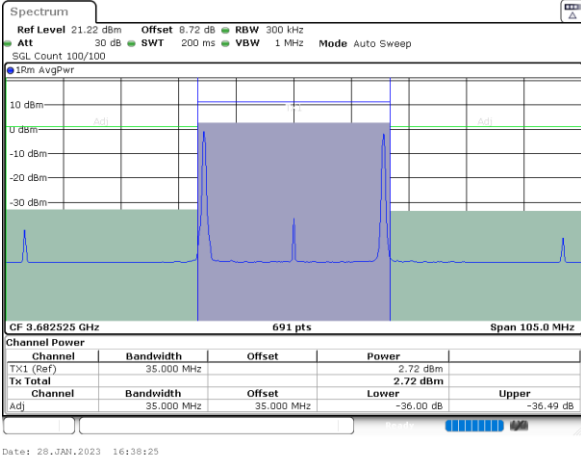 Spectrum
Ref Level 21.22 dBm Offset 8.72 dB RBW 300 kHz
Att 30 dB SWT 200 ms VBW 1 MHz Mode Auto Sweep
SGL Count 100/100
1Rm AvgPwr
10 dBm
Adj Adj
0 dBm
-10 dBm
-20 dBm
-30 dBm
CF 3.682525 GHz 691 pts Span 105.0 MHz
Channel Power
Channel Bandwidth Offset Power
TX1 (Ref) 35.000 MHz 2.72 dBm
Tx Total 2.72 dBm
Channel Bandwidth Offset Lower Upper
Adj 35.000 MHz 35.000 MHz -36.00 dB -36.49 dB
Ready
Date: 28.JAN.2023 16:38:25